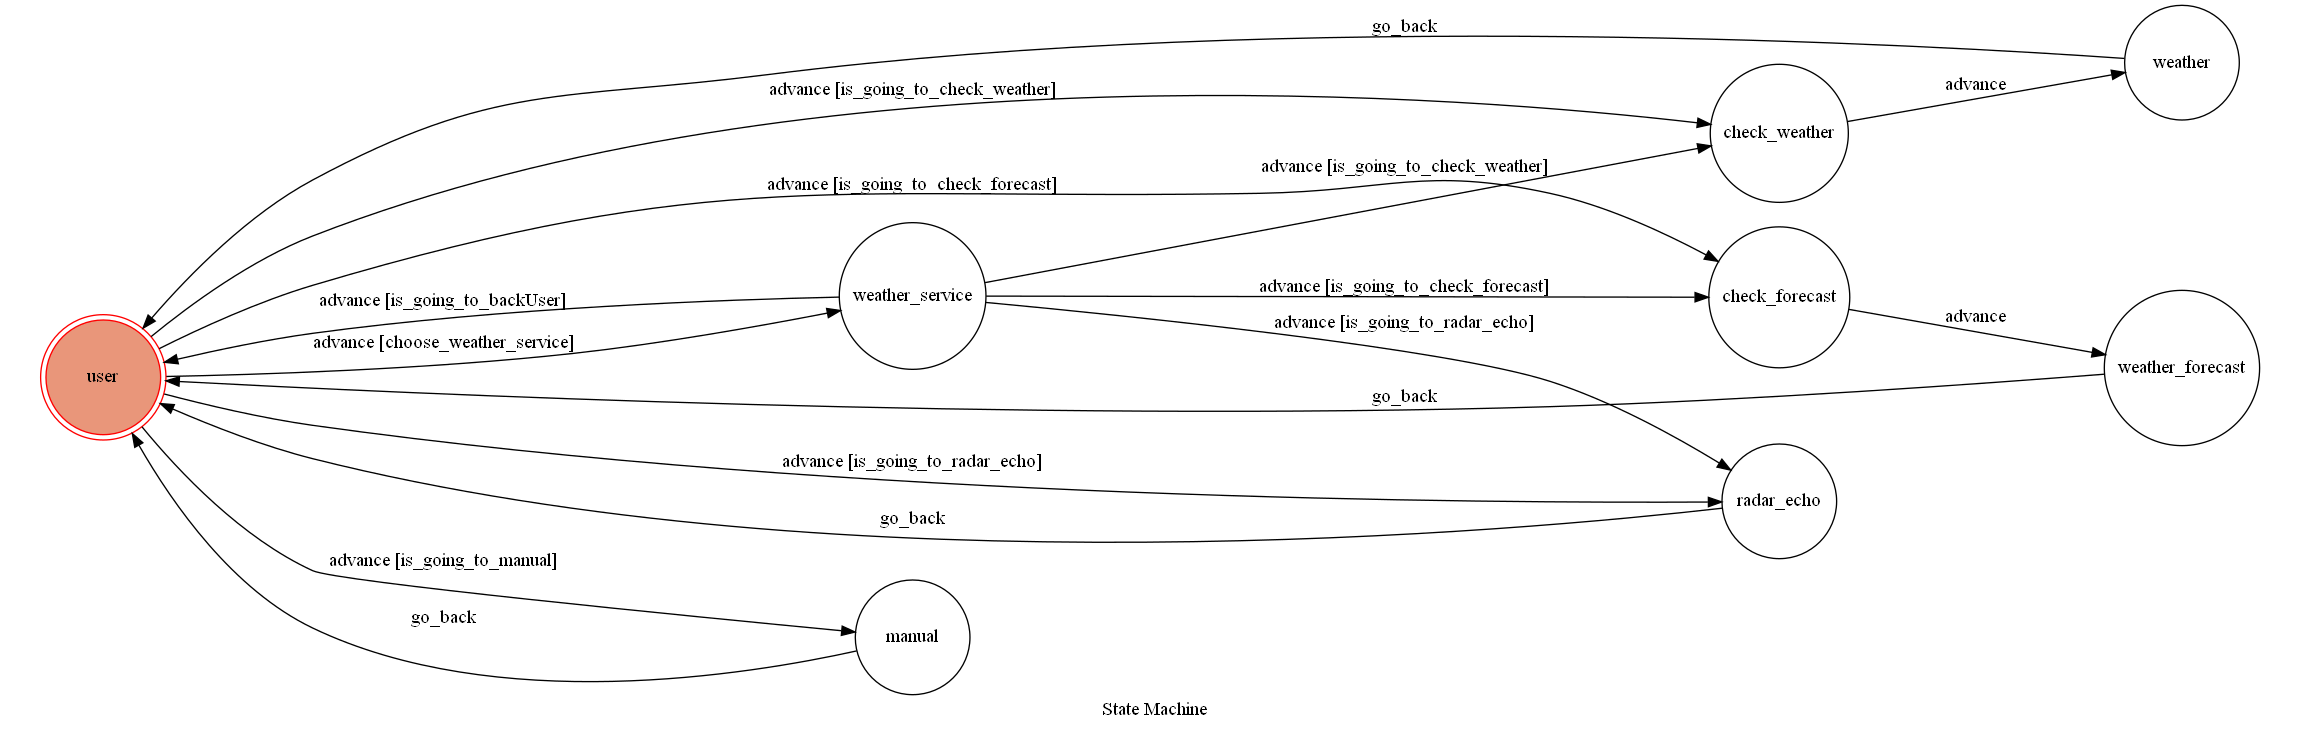 go_back
weather
advance [is_going_to_check_weather]
advance
check_weather
advance [is_going_to_check_weather]
advance [is_going_to_check_forecast]
advance [is_going_to_check_forecast]
weather_service
check_forecast
advance [is_going_to_backUser]
advance [is_going_to_radar_echo]
advance
advance [choose_weather_service]
weather_forecast
user
go_back
advance [is_going_to_radar_echo]
radar_echo
go_back
advance [is_going_to_manual]
go_back
manual
State Machine